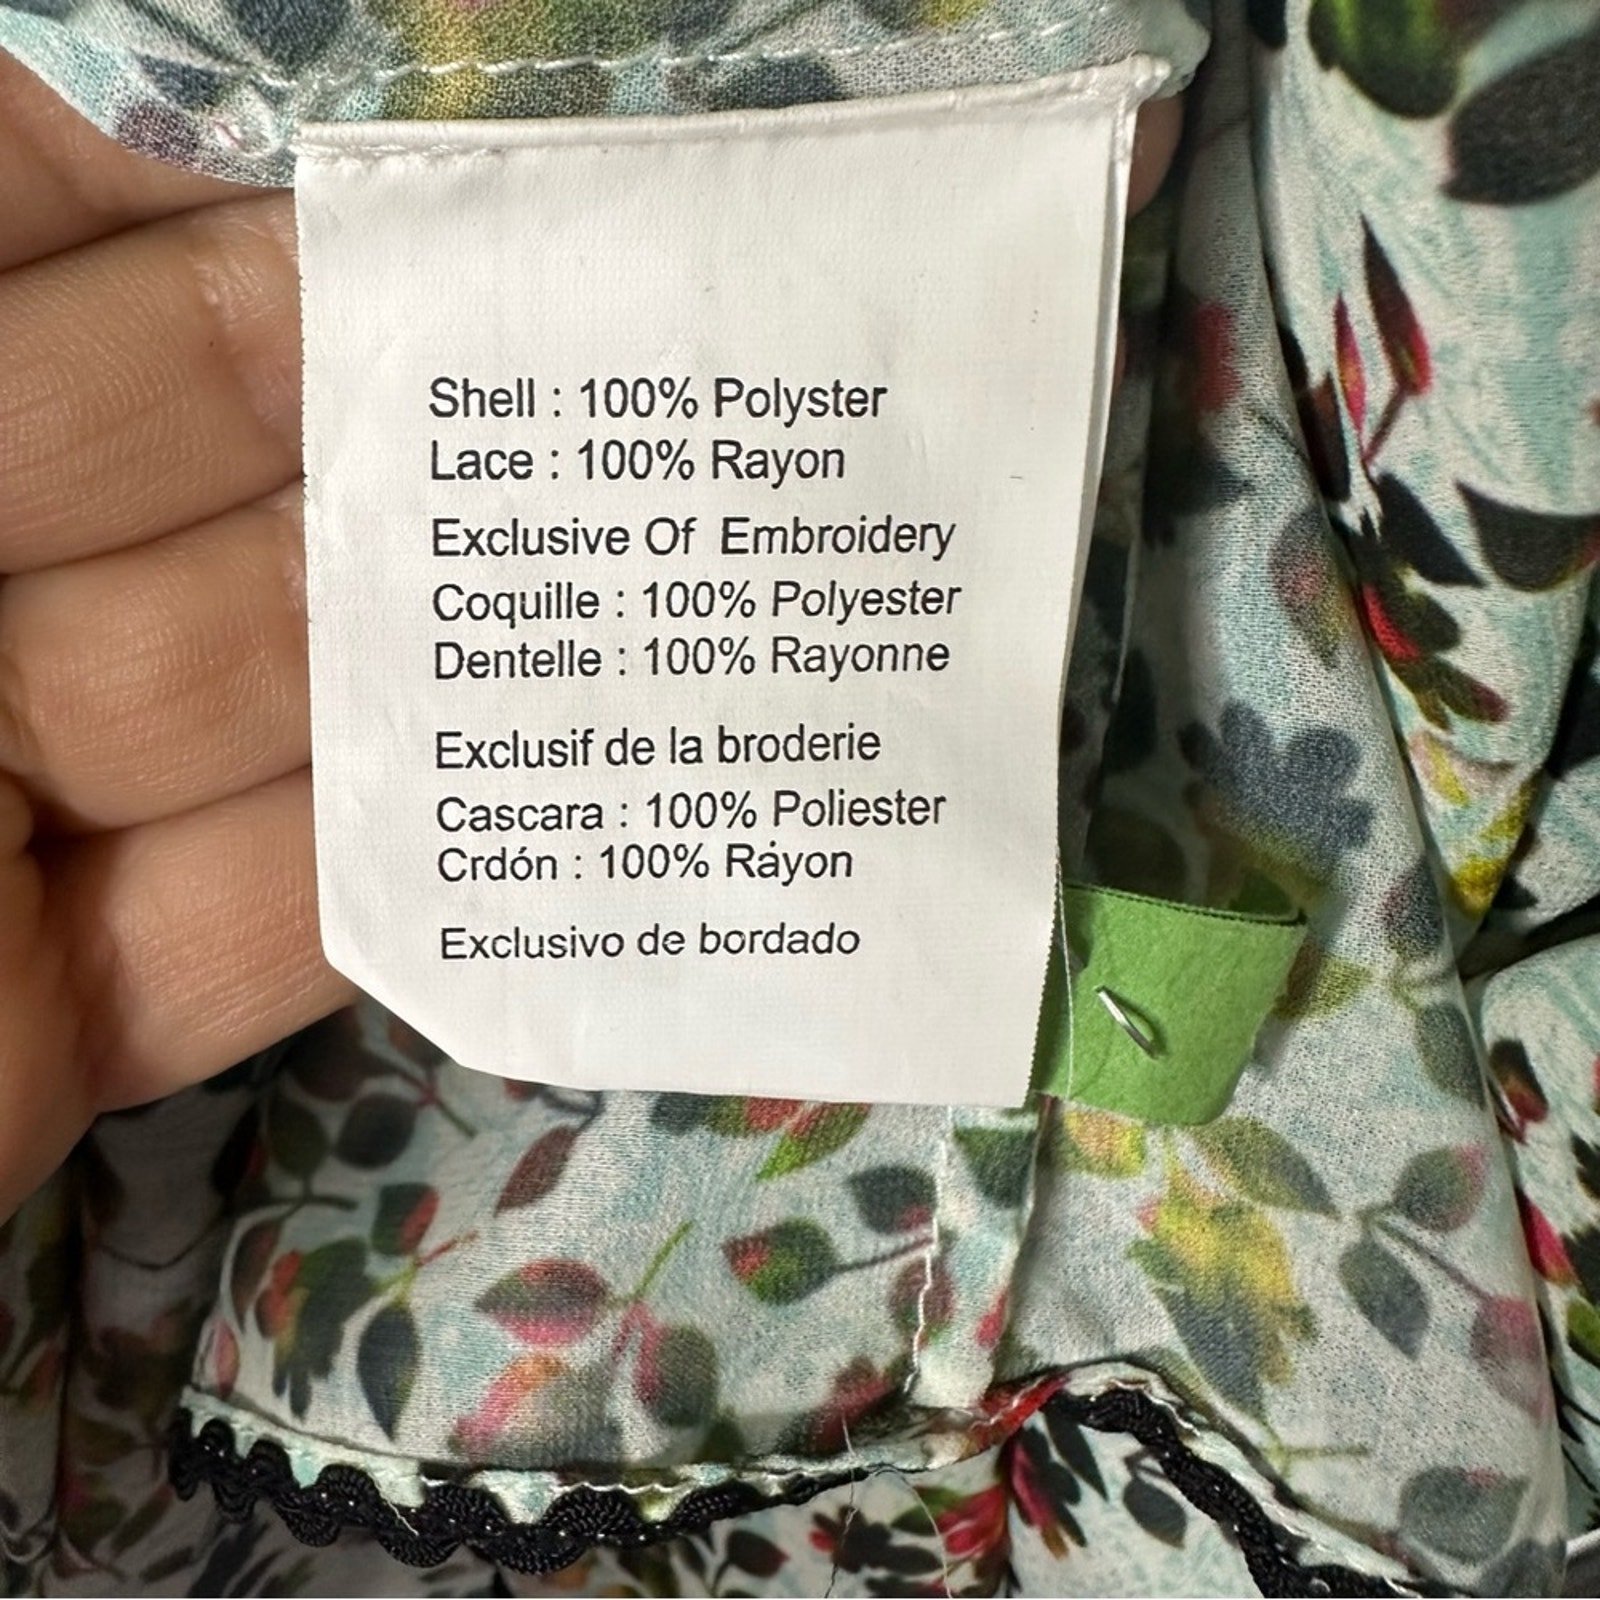 Shell : 100% Polyster
Lace : 100% Rayon
Exclusive Of Embroidery
Coquille : 100% Polyester
Dentelle : 100% Rayonne
Exclusif de la broderie
Cascara : 100% Poliester
Crdón : 100% Ráyon
Exclusivo de bordado